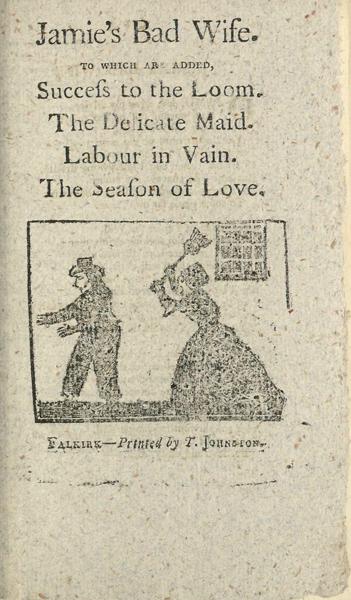 Jamie's Bad Wife.
TO WHICH ARE ADDED,
Succeſs to the Loom.
The Delicate Maid.
Labour in Vain.
The Seaſon of Love.
FALKIRK—Printed by T. JOHNSTON.